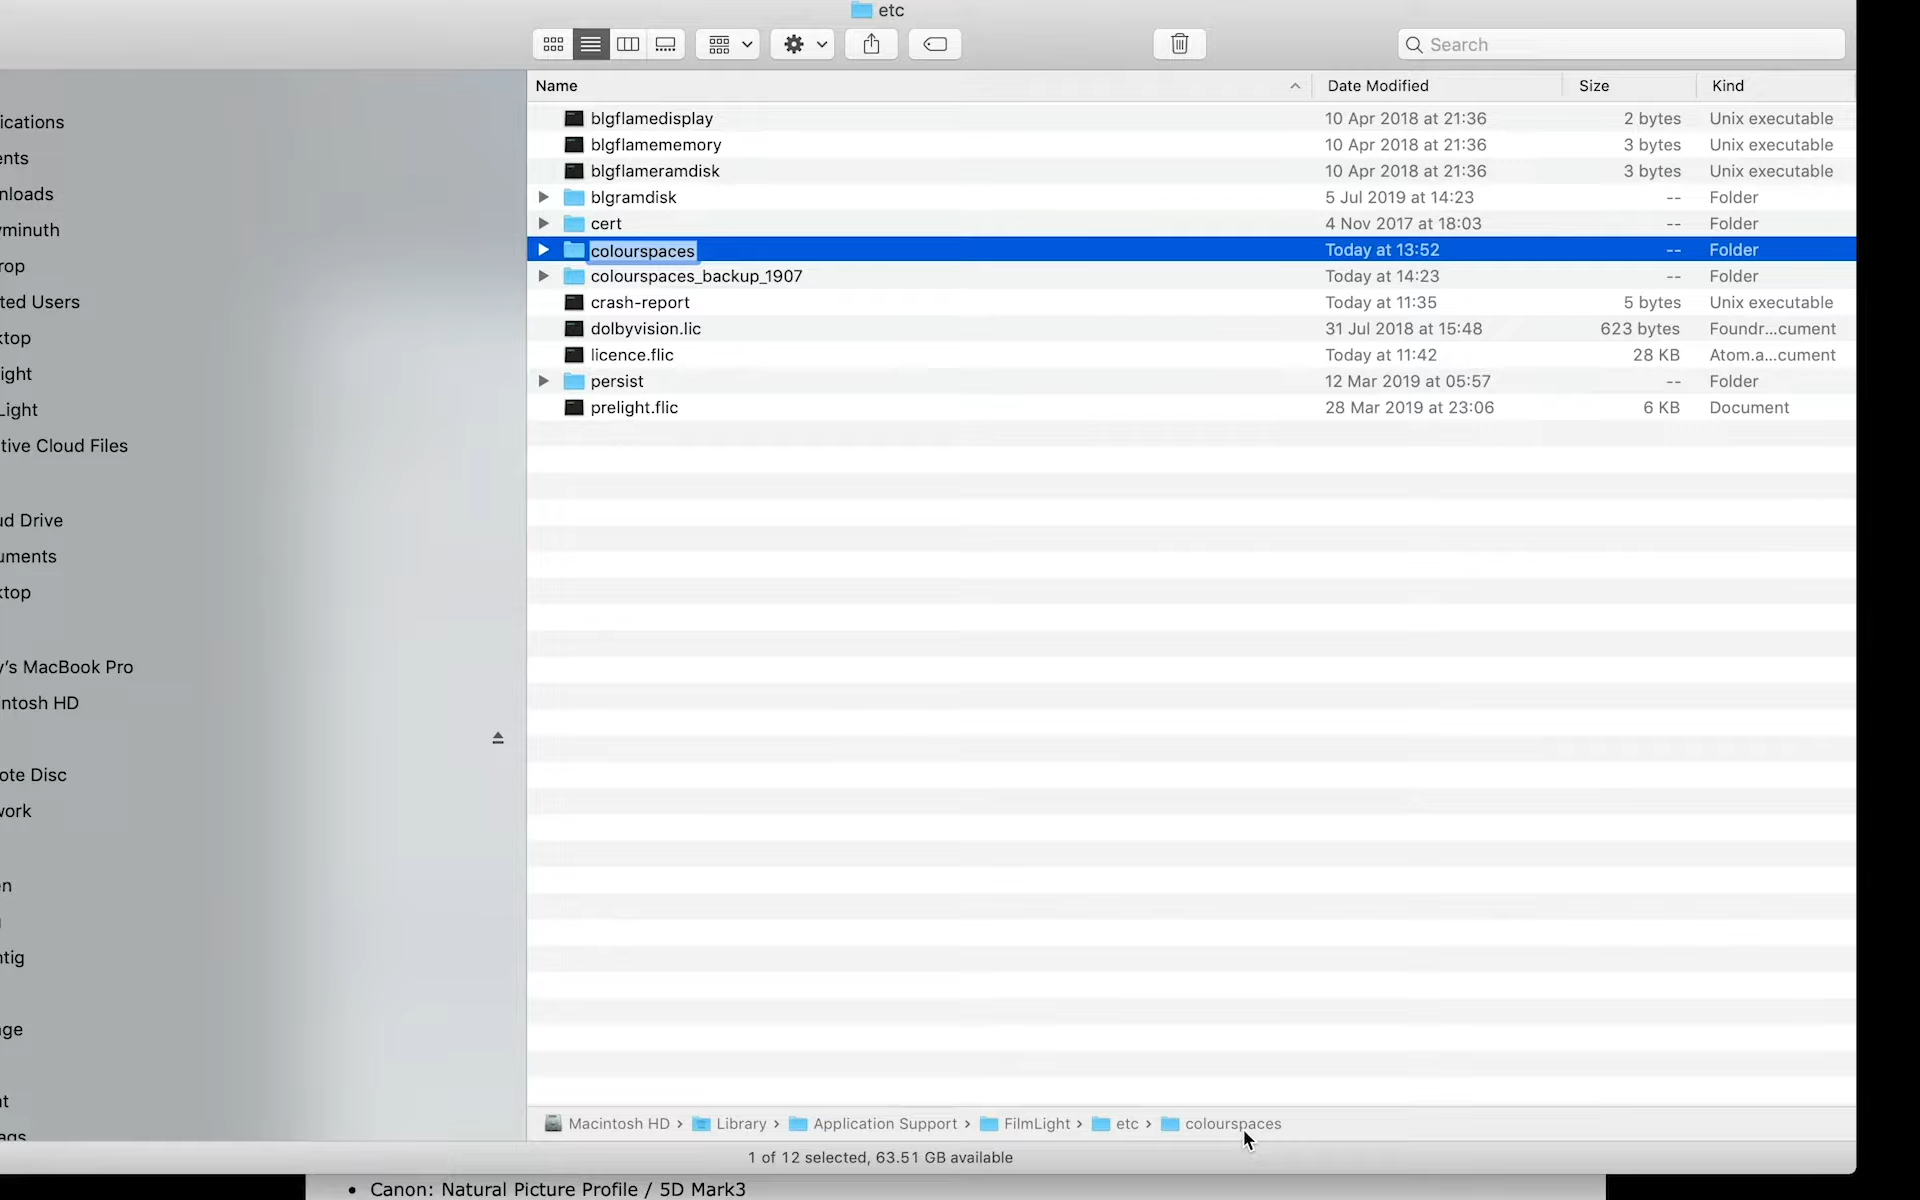 etc
Search
Name Date Modified Size Kind
blgflamedisplay 10 Apr 2018 at 21:36 2 bytes Unix executable
blgflamememory 10 Apr 2018 at 21:36 3 bytes Unix executable
blgflameramdisk 10 Apr 2018 at 21:36 3 bytes Unix executable
blgramdisk 5 Jul 2019 at 14:23 -- Folder
cert 4 Nov 2017 at 18:03 -- Folder
colourspaces Today at 13:52 -- Folder
colourspaces_backup_1907 Today at 14:23 -- Folder
crash-report Today at 11:35 5 bytes Unix executable
dolbyvision.lic 31 Jul 2018 at 15:48 623 bytes Foundr...cument
licence.flic Today at 11:42 28 KB Atom.a...cument
persist 12 Mar 2019 at 05:57 -- Folder
prelight.flic 28 Mar 2019 at 23:06 6 KB Document
ications
ents
nloads
yminuth
rop
ted Users
ktop
ight
Light
tive Cloud Files
ud Drive
uments
ktop
y's MacBook Pro
intosh HD
ote Disc
work
en
ntig
age
nt
ags
Macintosh HD › Library › Application Support › FilmLight › etc › colourspaces
1 of 12 selected, 63.51 GB available
• Canon: Natural Picture Profile / 5D Mark3